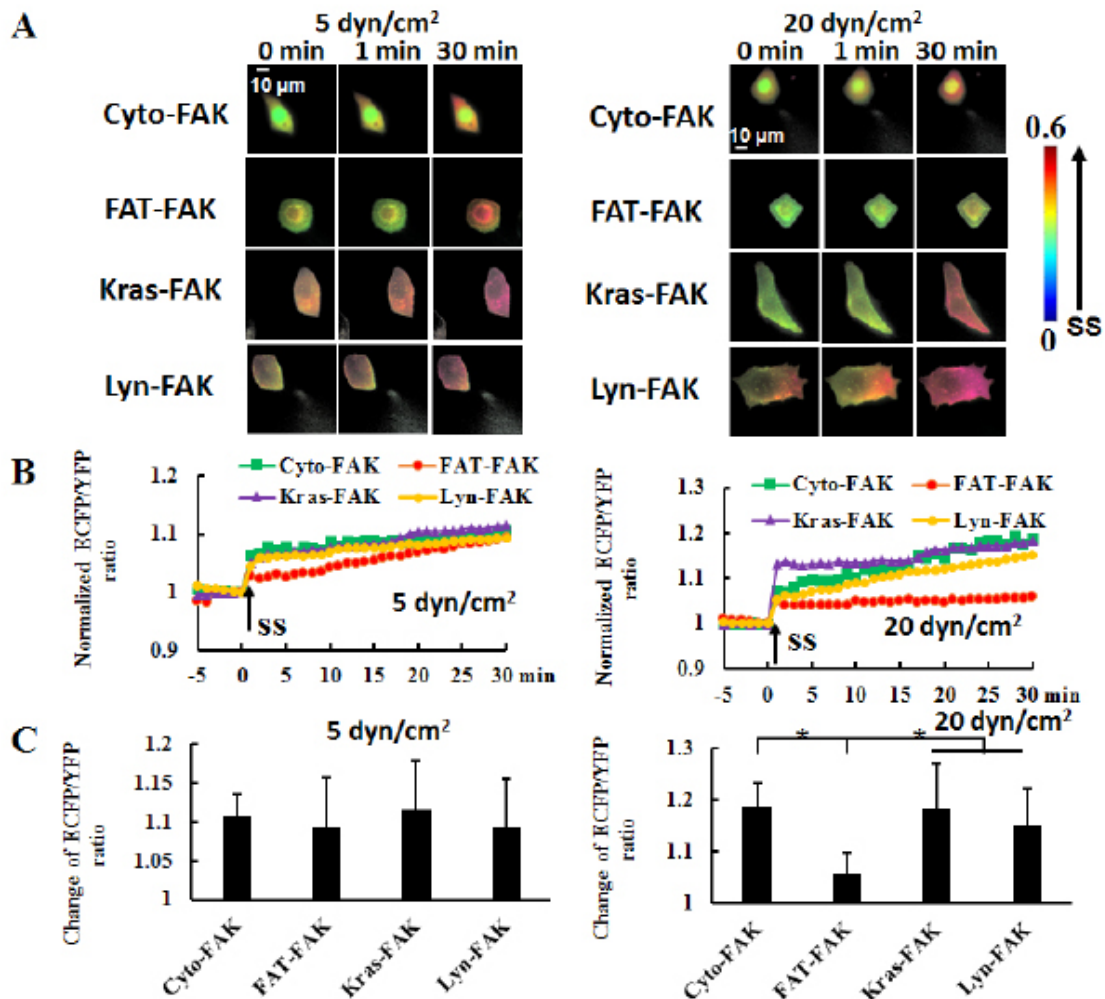 A
5 dyn/cm²
0 min 1 min 30 min
10 µm
Cyto-FAK
FAT-FAK
Kras-FAK
Lyn-FAK
20 dyn/cm²
0 min 1 min 30 min
Cyto-FAK
10 µm
FAT-FAK
Kras-FAK
Lyn-FAK
0.6
0
SS
B
Normalized ECFP/YFP
ratio
1.2
1.1
1
0.9
Cyto-FAK FAT-FAK
Kras-FAK Lyn-FAK
5 dyn/cm²
SS
-5 0 5 10 15 20 25 30 min
Normalized ECFP/YFP
ratio
1.3
1.2
1.1
1
0.9
Cyto-FAK FAT-FAK
Kras-FAK Lyn-FAK
SS
20 dyn/cm²
-5 0 5 10 15 20 25 30 min
C
5 dyn/cm²
Change of ECFP/YFP
ratio
1.2
1.15
1.1
1.05
1
Cyto-FAK
FAT-FAK
Kras-FAK
Lyn-FAK
20 dyn/cm²
* *
Change of ECFP/YFP
ratio
1.3
1.2
1.1
1
Cyto-FAK
FAT-FAK
Kras-FAK
Lyn-FAK